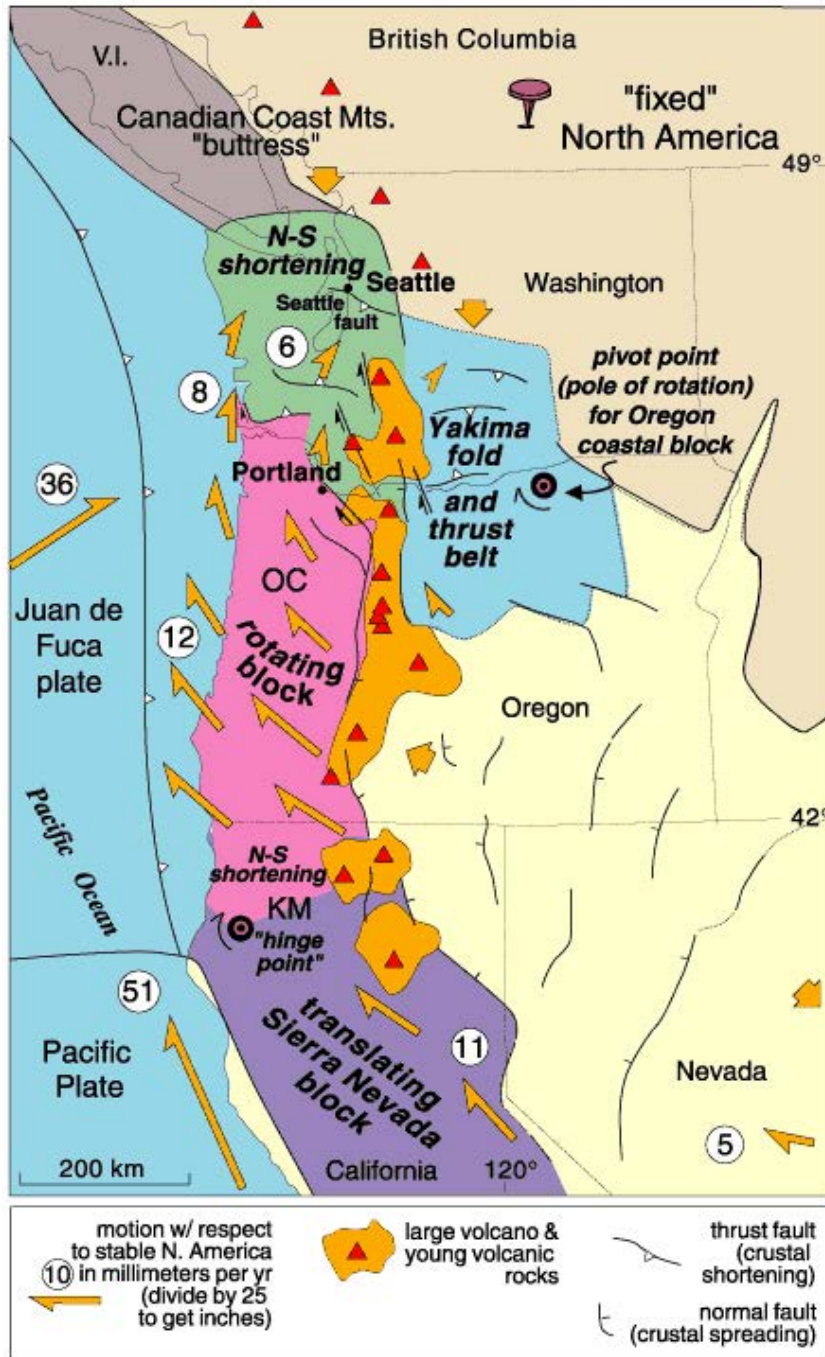 V.I.
British Columbia
Canadian Coast Mts.
"buttress"
"fixed"
North America
49°
N-S
shortening
Seattle
Seattle
fault
Washington
6
8
pivot point
(pole of rotation)
for Oregon
coastal block
Yakima
fold
and thrust
belt
Portland
36
OC
Juan de
Fuca
plate
12
rotating
block
Oregon
Pacific Ocean
42°
N-S
shortening
KM
"hinge
point"
51
Pacific
Plate
translating
Sierra Nevada
block
11
Nevada
5
200 km
California
120°
motion w/ respect
to stable N. America
10 in millimeters per yr
(divide by 25
to get inches)
large volcano &
young volcanic
rocks
thrust fault
(crustal
shortening)
normal fault
(crustal spreading)